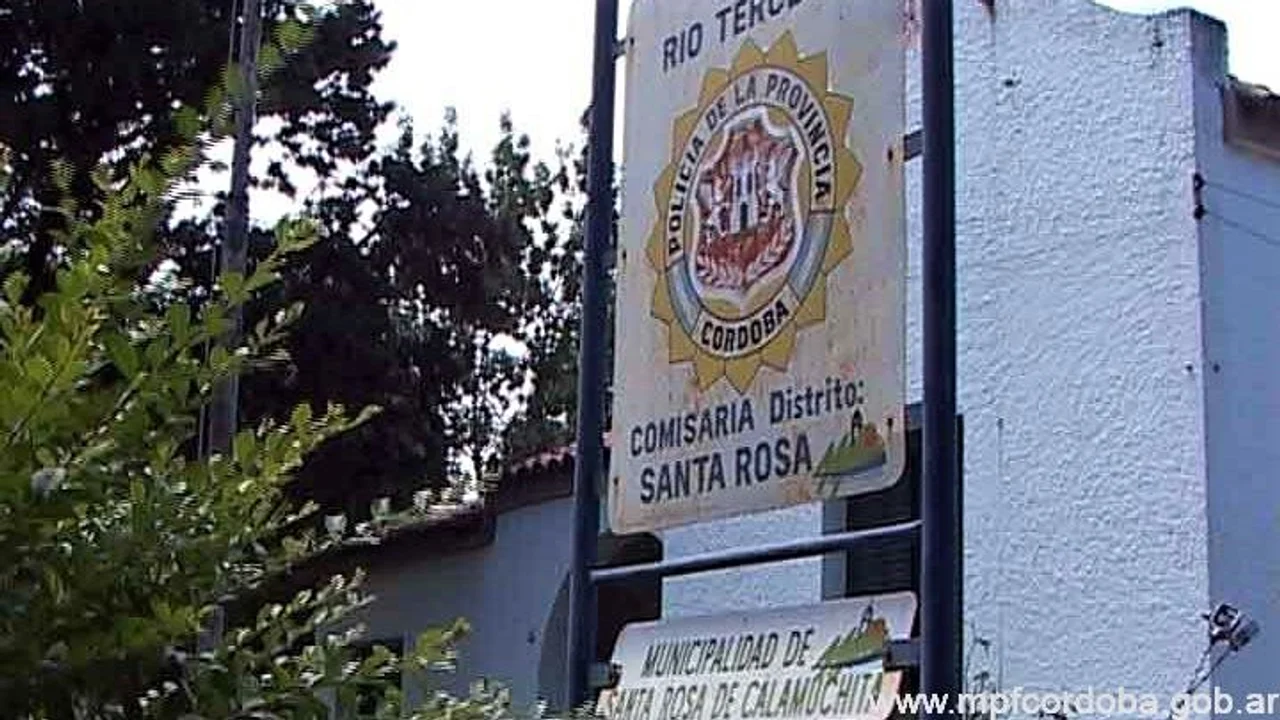 RIO TERCE
POLICIA DE LA PROVINCIA
CORDOBA
COMISARIA Distrito:
SANTA ROSA
MUNICIPALIDAD DE
SANTA ROSA DE CALAMUCHITA
www.mpfcordoba.gob.ar